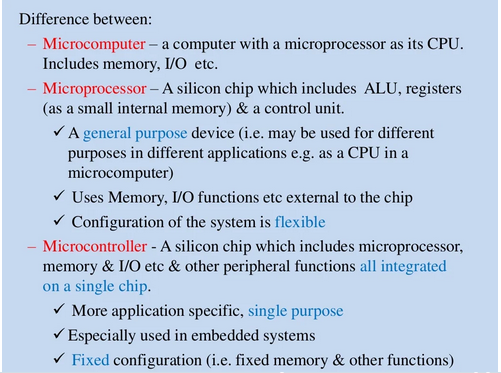 Difference between:
– Microcomputer – a computer with a microprocessor as its CPU.
Includes memory, I/O etc.
– Microprocessor – A silicon chip which includes ALU, registers
(as a small internal memory) & a control unit.
✓ A general purpose device (i.e. may be used for different
purposes in different applications e.g. as a CPU in a
microcomputer)
✓ Uses Memory, I/O functions etc external to the chip
✓ Configuration of the system is flexible
– Microcontroller - A silicon chip which includes microprocessor,
memory & I/O etc & other peripheral functions all integrated
on a single chip.
✓ More application specific, single purpose
✓ Especially used in embedded systems
✓ Fixed configuration (i.e. fixed memory & other functions)